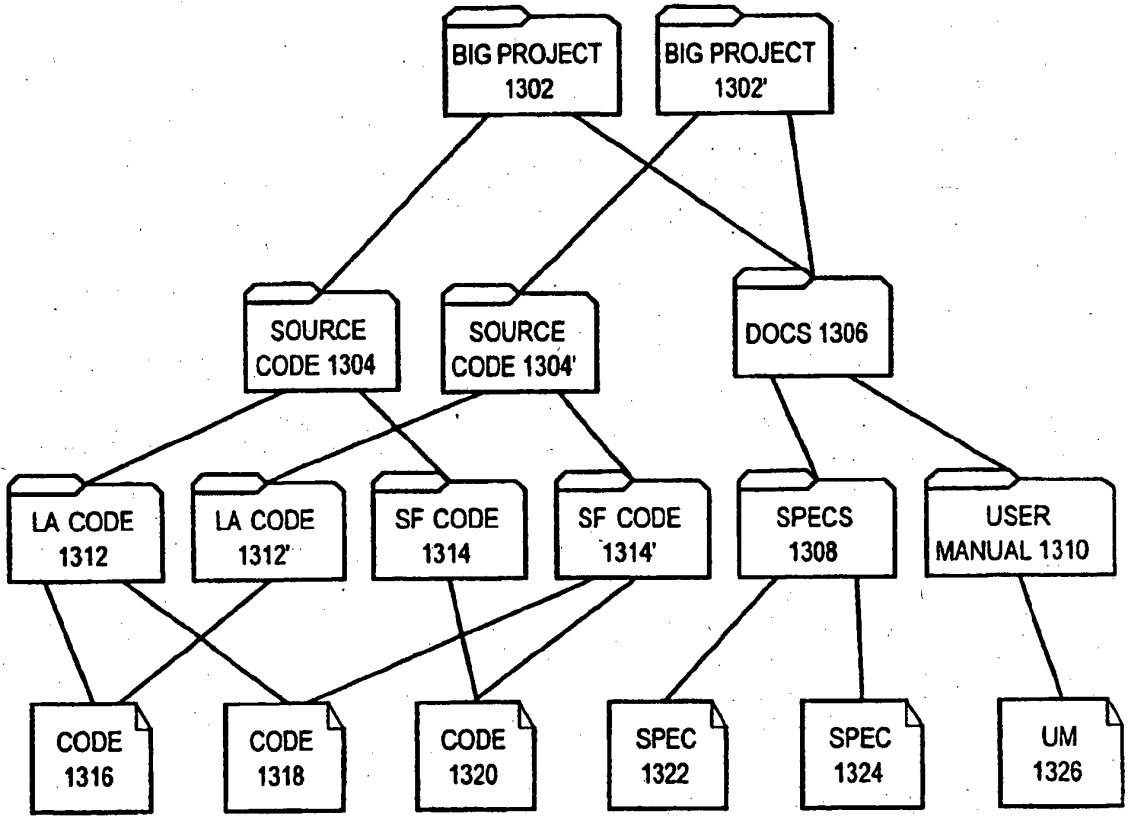 BIG PROJECT
1302
BIG PROJECT
1302'
SOURCE
CODE 1304
SOURCE
CODE 1304'
DOCS 1306
LA CODE
1312
LA CODE
1312'
SF CODE
1314
SF CODE
1314'
SPECS
1308
USER
MANUAL 1310
CODE
1316
CODE
1318
CODE
1320
SPEC
1322
SPEC
1324
UM
1326